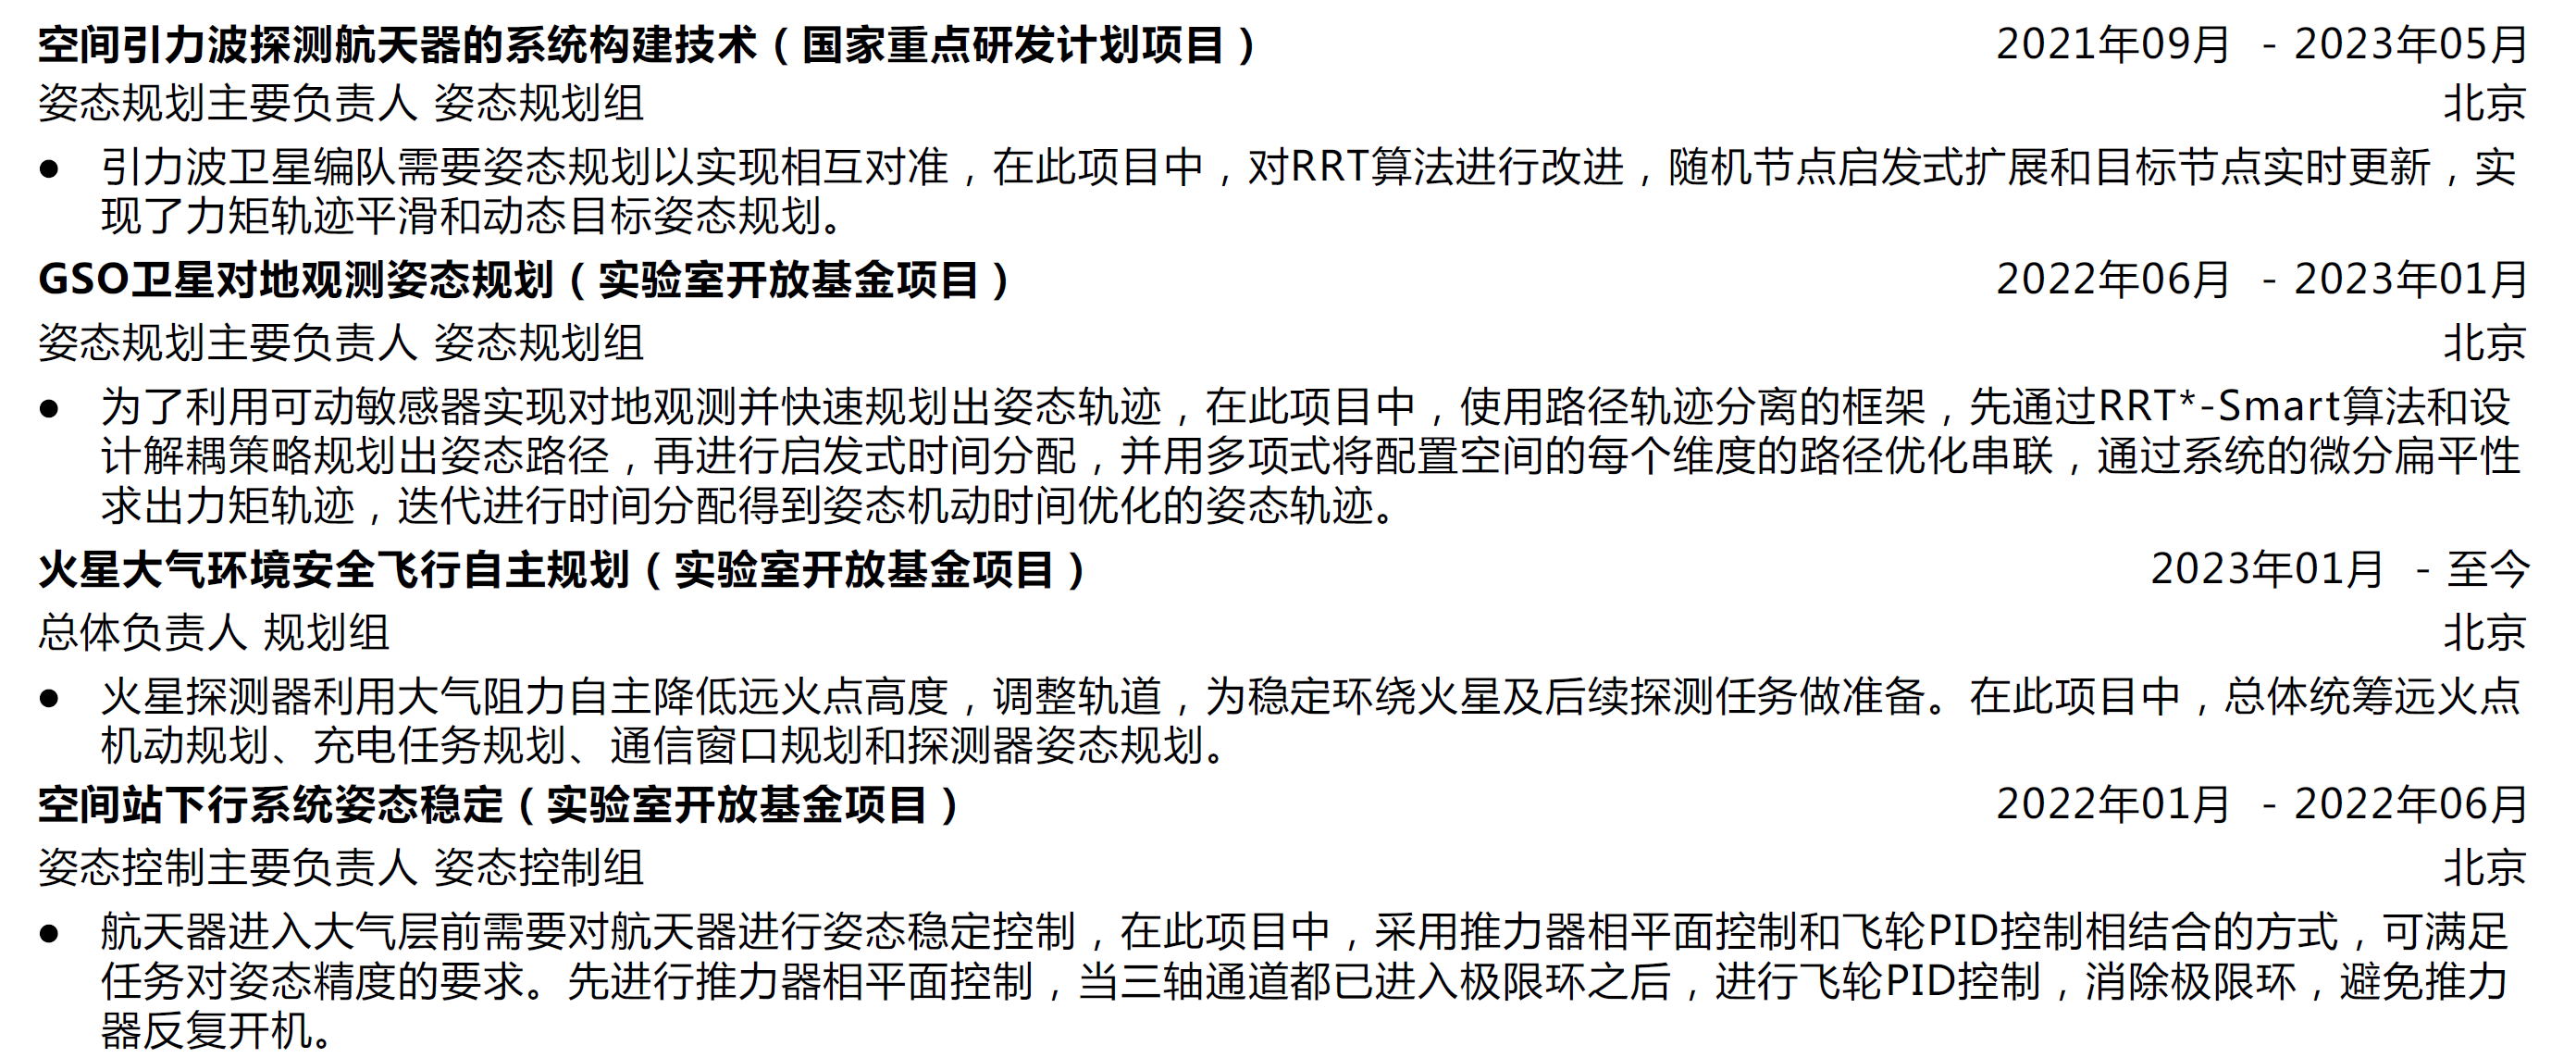 空间引力波探测航天器的系统构建技术（国家重点研发计划项目） 2021年09月 - 2023年05月
姿态规划主要负责人 姿态规划组 北京
● 引力波卫星编队需要姿态规划以实现相互对准，在此项目中，对RRT算法进行改进，随机节点启发式扩展和目标节点实时更新，实
现了力矩轨迹平滑和动态目标姿态规划。
GSO卫星对地观测姿态规划（实验室开放基金项目） 2022年06月 - 2023年01月
姿态规划主要负责人 姿态规划组 北京
● 为了利用可动敏感器实现对地观测并快速规划出姿态轨迹，在此项目中，使用路径轨迹分离的框架，先通过RRT*-Smart算法和设
计解耦策略规划出姿态路径，再进行启发式时间分配，并用多项式将配置空间的每个维度的路径优化串联，通过系统的微分扁平性
求出力矩轨迹，迭代进行时间分配得到姿态机动时间优化的姿态轨迹。
火星大气环境安全飞行自主规划（实验室开放基金项目） 2023年01月 - 至今
总体负责人 规划组 北京
● 火星探测器利用大气阻力自主降低远火点高度，调整轨道，为稳定环绕火星及后续探测任务做准备。在此项目中，总体统筹远火点
机动规划、充电任务规划、通信窗口规划和探测器姿态规划。
空间站下行系统姿态稳定（实验室开放基金项目） 2022年01月 - 2022年06月
姿态控制主要负责人 姿态控制组 北京
● 航天器进入大气层前需要对航天器进行姿态稳定控制，在此项目中，采用推力器相平面控制和飞轮PID控制相结合的方式，可满足
任务对姿态精度的要求。先进行推力器相平面控制，当三轴通道都已进入极限环之后，进行飞轮PID控制，消除极限环，避免推力
器反复开机。